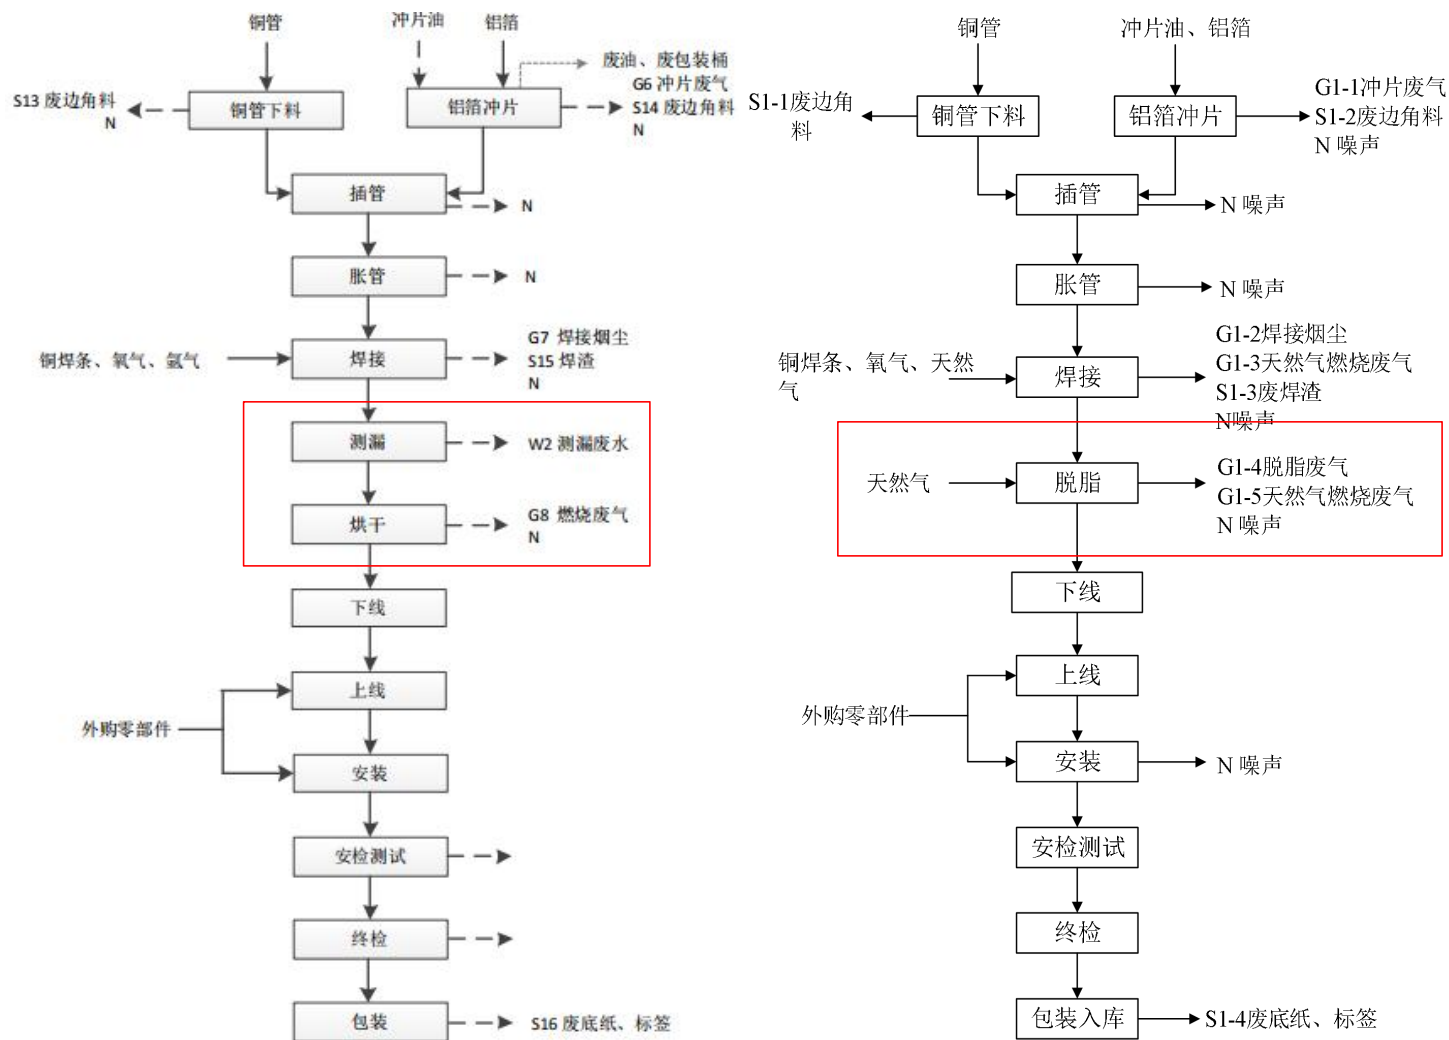 铜管
冲片油
铝箔
废油、废包装桶
S13 废边角料
N
铜管下料
铝箔冲片
G6 冲片废气
S14 废边角料
N
插管
N
胀管
N
铜焊条、氧气、氩气
焊接
G7 焊接烟尘
S15 焊渣
N
测漏
W2 测漏废水
烘干
G8 燃烧废气
N
下线
上线
外购零部件
安装
安检测试
终检
包装
S16 废底纸、标签
铜管
冲片油、铝箔
S1-1废边角
料
铜管下料
铝箔冲片
G1-1冲片废气
S1-2废边角料
N 噪声
插管
N 噪声
胀管
N 噪声
铜焊条、氧气、天然
气
焊接
G1-2焊接烟尘
G1-3天然气燃烧废气
S1-3废焊渣
N噪声
天然气
脱脂
G1-4脱脂废气
G1-5天然气燃烧废气
N 噪声
下线
上线
外购零部件
安装
N 噪声
安检测试
终检
包装入库
S1-4废底纸、标签